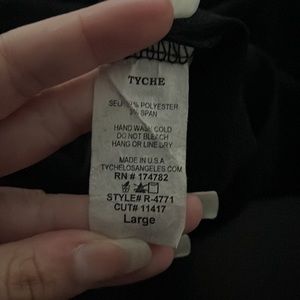 TYCHE
POLYESTER
SPAN
HAND WASH COLD
DO NOT BLEACH
HANG OR LINE DRY
MADE IN U.S.A
TYCHELOSANGELES.COM
RN # 174782
STYLE# R-4771
CUT# 11417
Large